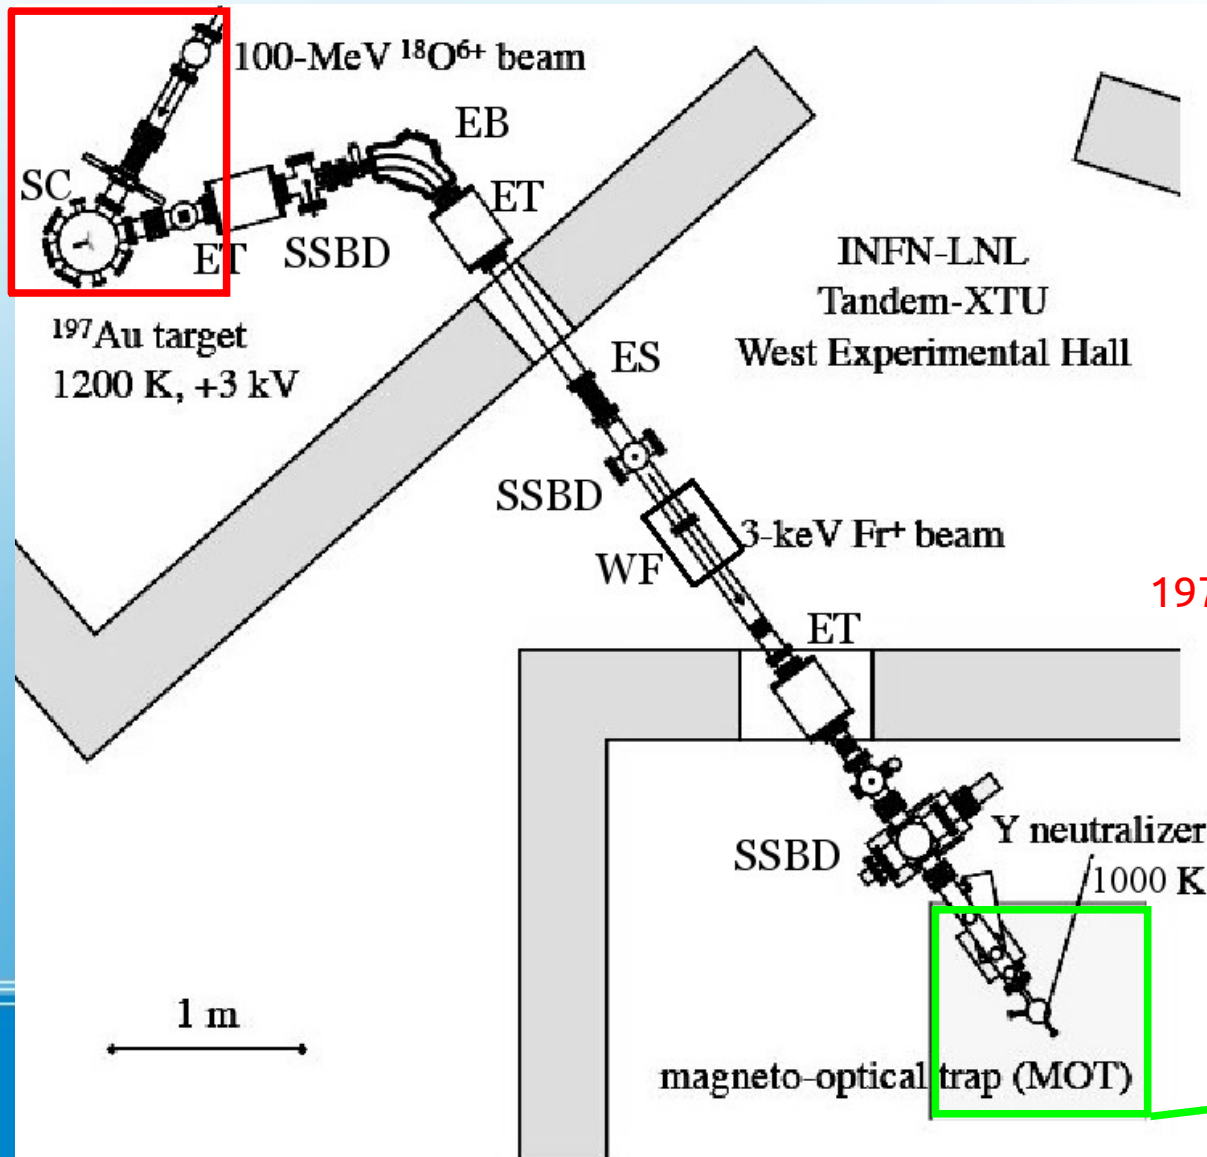 100-MeV ¹⁸O⁶⁺ beam
EB
SC
ET
ET
SSBD
INFN-LNL
Tandem-XTU
West Experimental Hall
¹⁹⁷Au target
1200 K, +3 kV
ES
SSBD
3-keV Fr⁺ beam
WF
197
ET
Y neutralizer
1000 K
SSBD
1 m
magneto-optical trap (MOT)